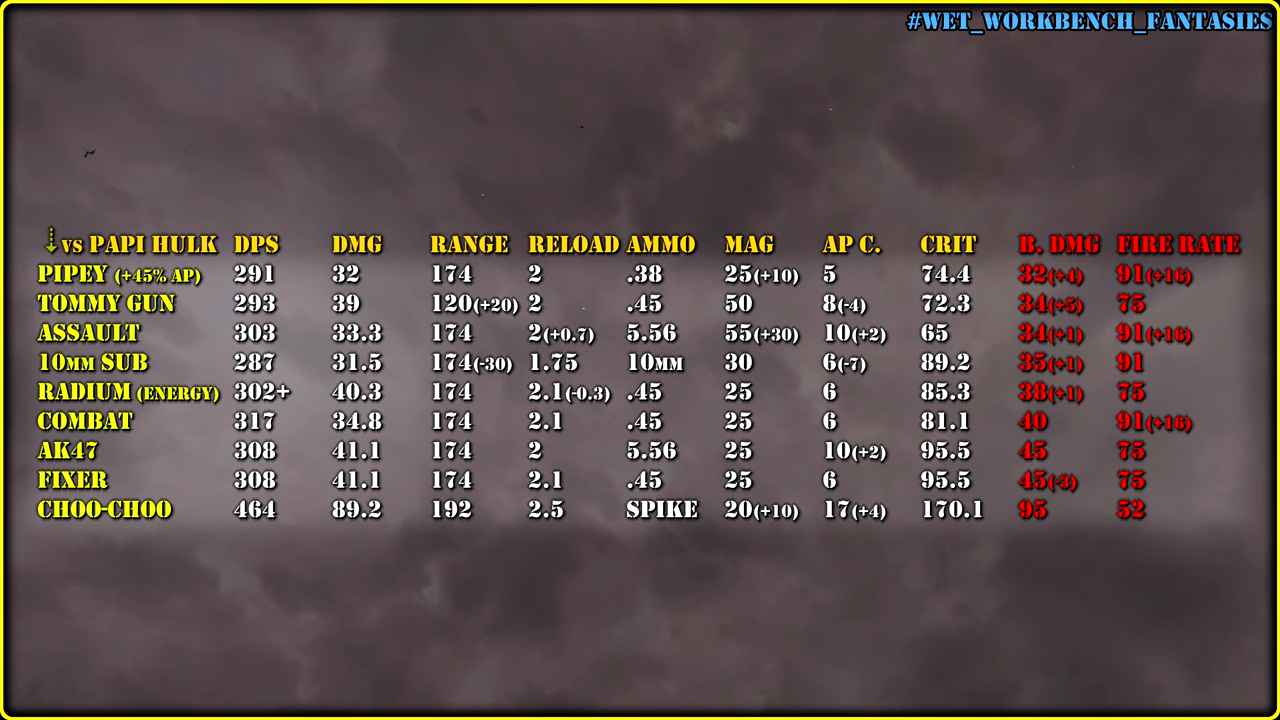 #WET_WORKBENCH_FANTASIES
↓VS PAPI HULK DPS DMG RANGE RELOAD AMMO MAG AP C. CRIT B. DMG FIRE RATE
PIPEY (+45% AP) 291 32 174 2 .38 25(+10) 5 74.4 32(+4) 91(+16)
TOMMY GUN 293 39 120(+20) 2 .45 50 8(-4) 72.3 34(+5) 75
ASSAULT 303 33.3 174 2(+0.7) 5.56 55(+30) 10(+2) 65 34(+1) 91(+16)
10MM SUB 287 31.5 174(-30) 1.75 10MM 30 6(-7) 89.2 35(+1) 91
RADIUM (ENERGY) 302+ 40.3 174 2.1(-0.3) .45 25 6 85.3 38(+1) 75
COMBAT 317 34.8 174 2.1 .45 25 6 81.1 40 91(+16)
AK47 308 41.1 174 2 5.56 25 10(+2) 95.5 45 75
FIXER 308 41.1 174 2.1 .45 25 6 95.5 45(-3) 75
CHOO-CHOO 464 89.2 192 2.5 SPIKE 20(+10) 17(+4) 170.1 95 52